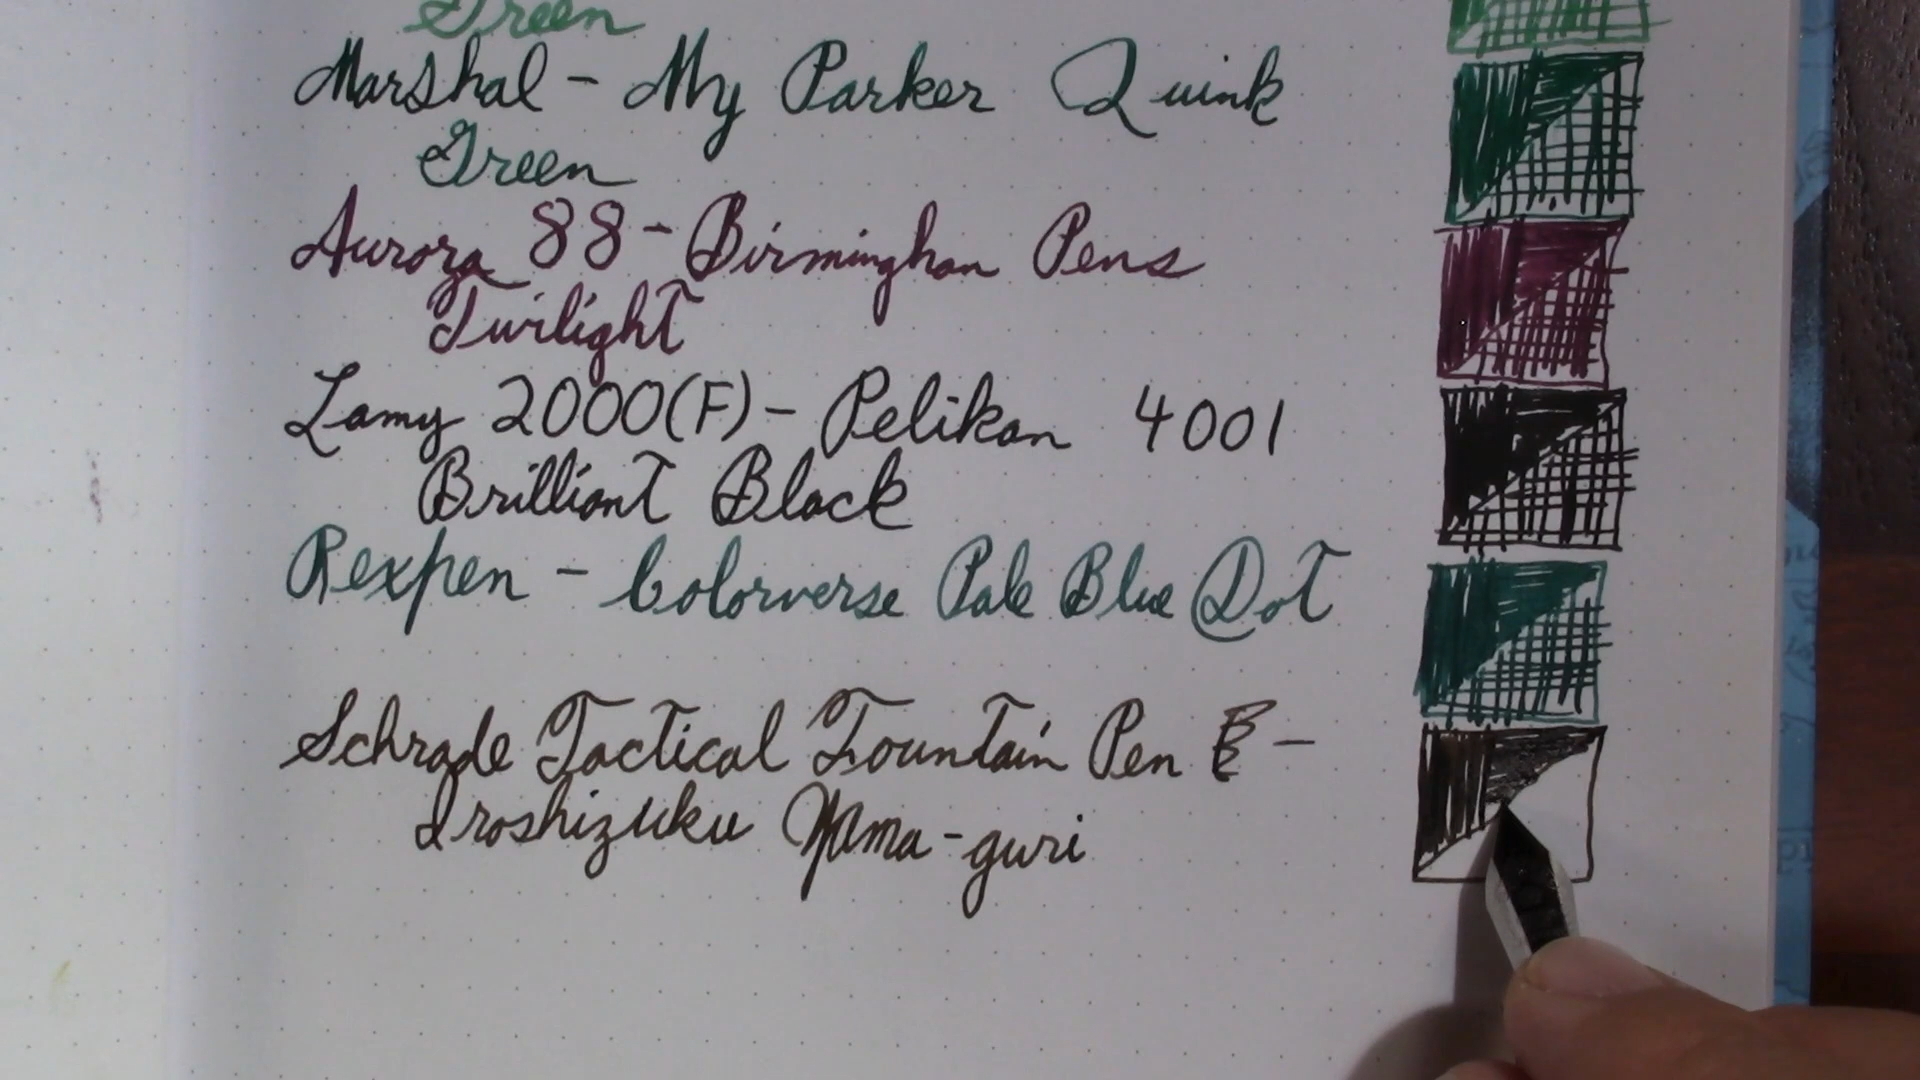 Green
Marshal - My Parker Quink
Green
Aurora 88 - Birmingham Pens
Twilight
Lamy 2000(F) - Pelikan 4001
Brilliant Black
Rexpen - Colorverse Pale Blue Dot
Schrade Tactical Fountain Pen -
Iroshizuku Yama-guri